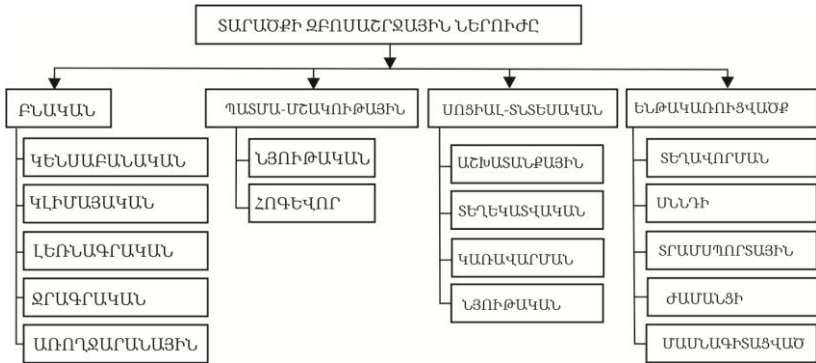 ՏԱՐԱԾՔԻ ԶԲՈՍԱՇՐՋԱՅԻՆ ՆԵՐՈՒԺԸ
ԲՆԱԿԱՆ
ՊԱՏՄԱ-ՄՇԱԿՈՒԹԱՅԻՆ
ՍՈՑԻԱԼ-ՏՆՏԵՍԱԿԱՆ
ԵՆԹԱԿԱՌՈՒՑՎԱԾՔ
ԿԵՆՍԱԲԱՆԱԿԱՆ
ԿԼԻՄԱՅԱԿԱՆ
ԼԵՌՆԱԳՐԱԿԱՆ
ՋՐԱԳՐԱԿԱՆ
ԱՌՈՂՋԱՐԱՆԱՅԻՆ
ՆՅՈՒԹԱԿԱՆ
ՀՈԳԵՎՈՐ
ԱՇԽԱՏԱՆՔԱՅԻՆ
ՏԵՂԵԿԱՏՎԱԿԱՆ
ԿԱՌԱՎԱՐՄԱՆ
ՆՅՈՒԹԱԿԱՆ
ՏԵՂԱՎՈՐՄԱՆ
ՍՆՆԴԻ
ՏՐԱՄՍՊՈՐՏԱՅԻՆ
ԺԱՄԱՆՑԻ
ՄԱՍՆԱԳԻՏԱՑՎԱԾ